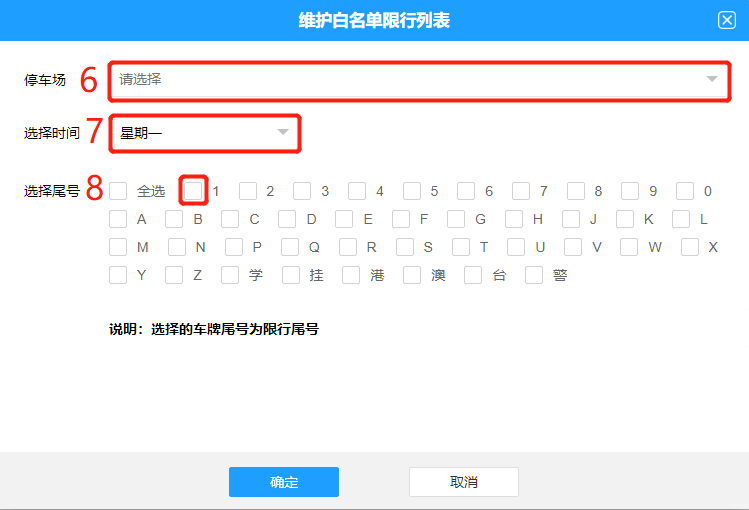 维护白名单限行列表
停车场 6 请选择
选择时间 7 星期一
选择尾号 8 全选 1 2 3 4 5 6 7 8 9 0
A B C D E F G H J K L
M N P Q R S T U V W X
Y Z 学 挂 港 澳 台 警
说明：选择的车牌尾号为限行尾号
确定 取消